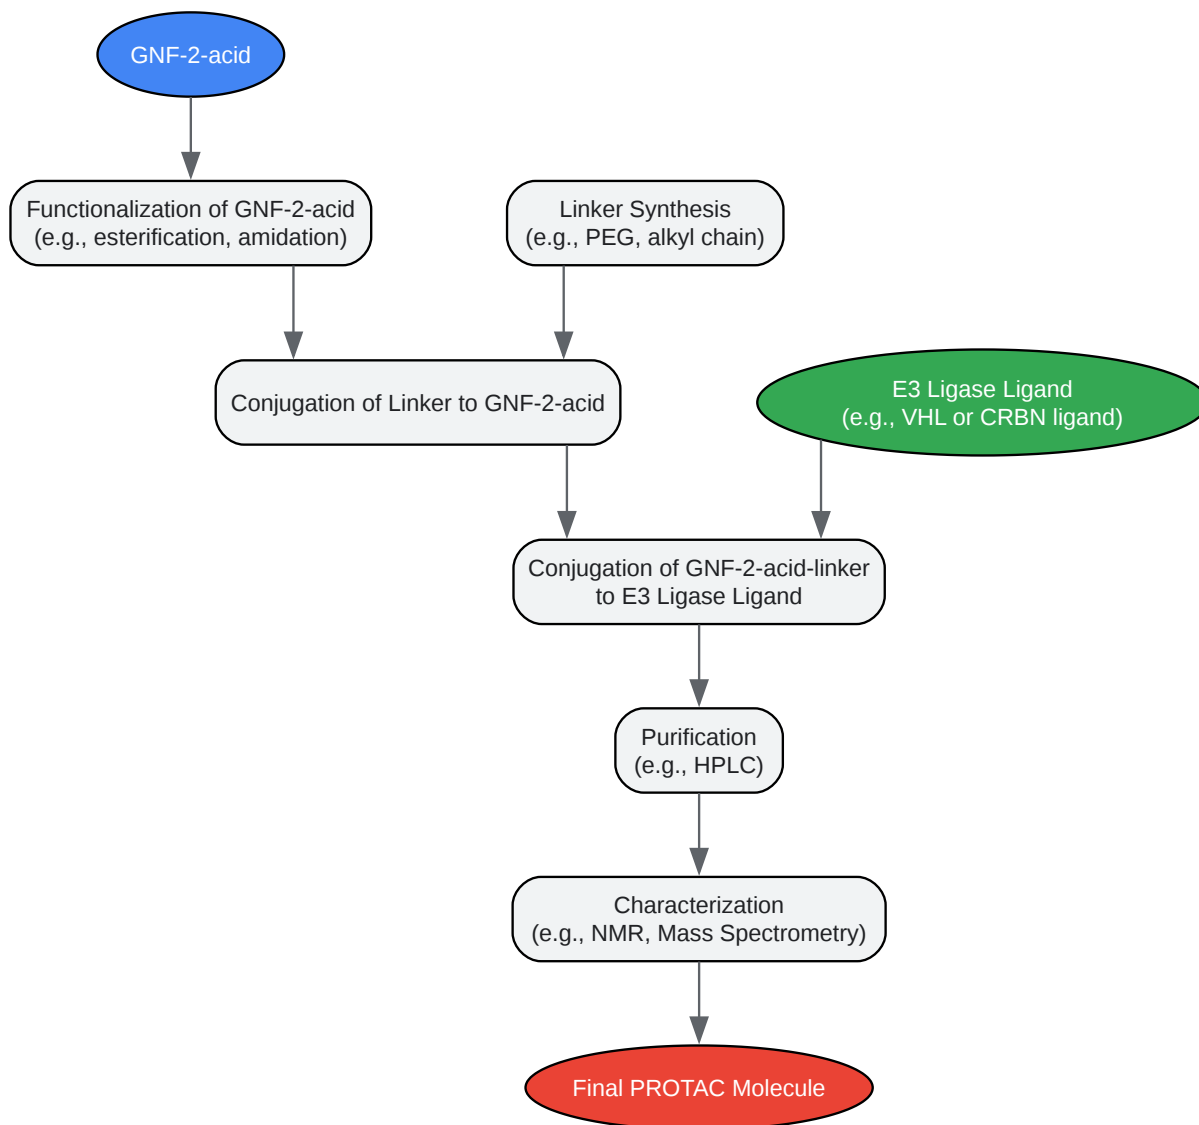 GNF-2-acid
Functionalization of GNF-2-acid
(e.g., esterification, amidation)
Linker Synthesis
(e.g., PEG, alkyl chain)
Conjugation of Linker to GNF-2-acid
E3 Ligase Ligand
(e.g., VHL or CRBN ligand)
Conjugation of GNF-2-acid-linker
to E3 Ligase Ligand
Purification
(e.g., HPLC)
Characterization
(e.g., NMR, Mass Spectrometry)
Final PROTAC Molecule